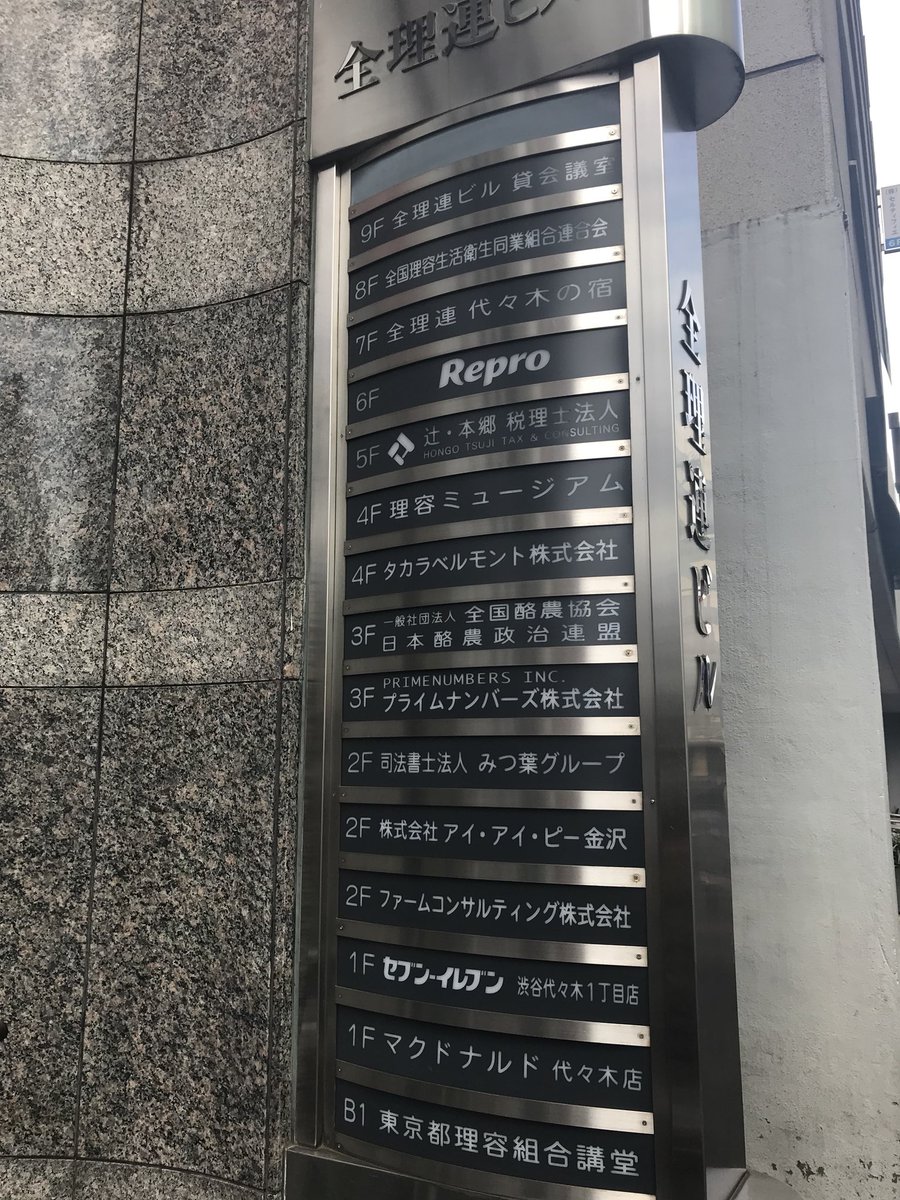 全理連ビル
9F 全理連ビル 貸会議室
8F 全国理容生活衛生同業組合連合会
7F 全理連 代々木の宿
6F Repro
5F 辻・本郷 税理士法人
HONGO TSUJI TAX & CONSULTING
4F 理容ミュージアム
4F タカラベルモント株式会社
3F 一般社団法人 全国酪農協会
日本酪農政治連盟
PRIMENUMBERS INC.
3F プライムナンバーズ株式会社
2F 司法書士法人 みつ葉グループ
2F 株式会社 アイ・アイ・ピー金沢
2F ファームコンサルティング株式会社
1F セブン-イレブン 渋谷代々木1丁目店
1F マクドナルド 代々木店
B1 東京都理容組合講堂
全理連ビル